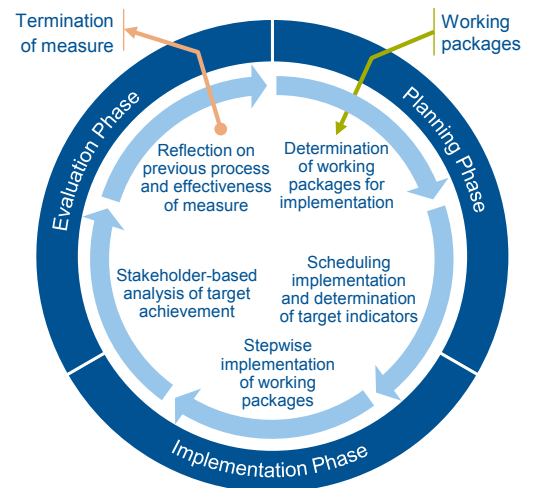 Termination
of measure
Working
packages
Evaluation Phase
Planning Phase
Reflection on
previous process
and effectiveness
of measure
Determination
of working
packages for
implementation
Stakeholder-based
analysis of target
achievement
Scheduling
implementation
and determination
of target indicators
Stepwise
implementation
of working
packages
Implementation Phase